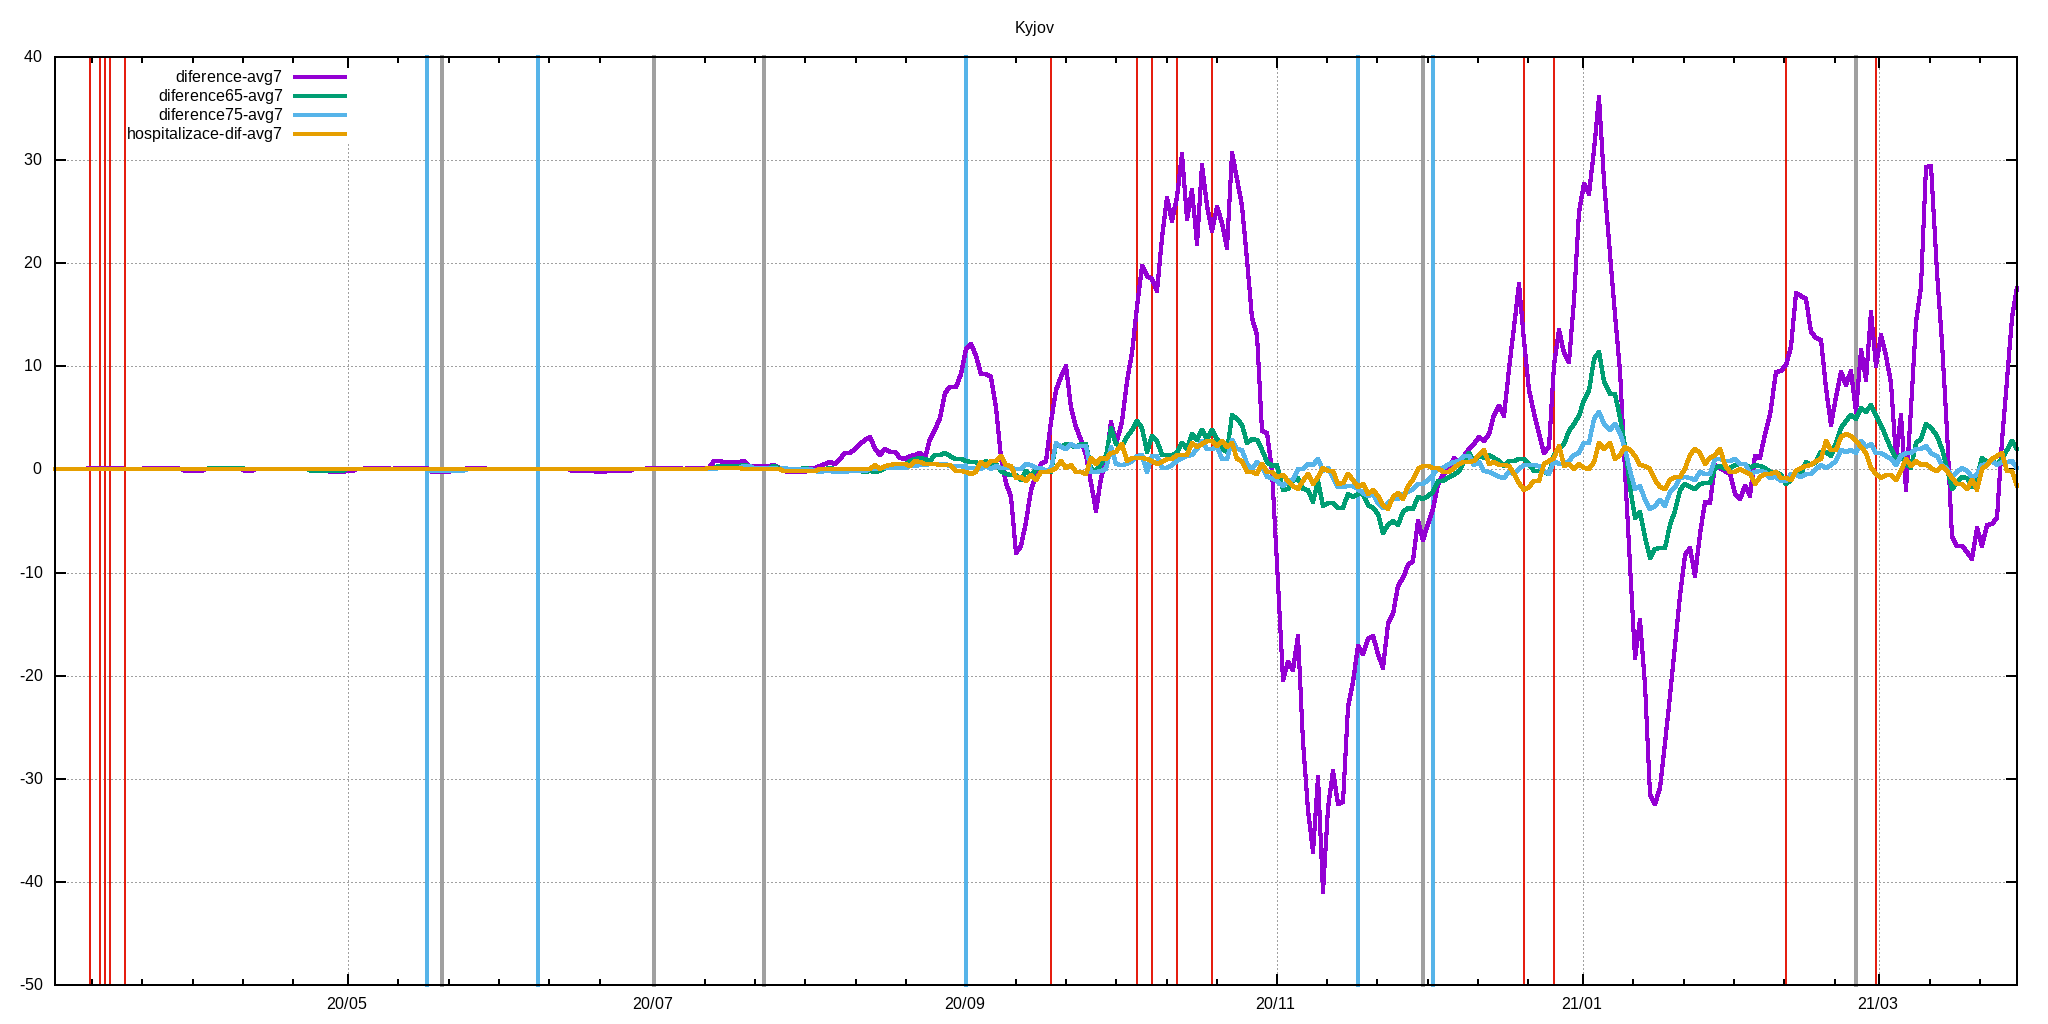 Kyjov
40
diference-avg7
diference65-avg7
diference75-avg7
hospitalizace-dif-avg7
30
20
10
0
-10
-20
-30
-40
-50
20/05 20/07 20/09 20/11 21/01 21/03